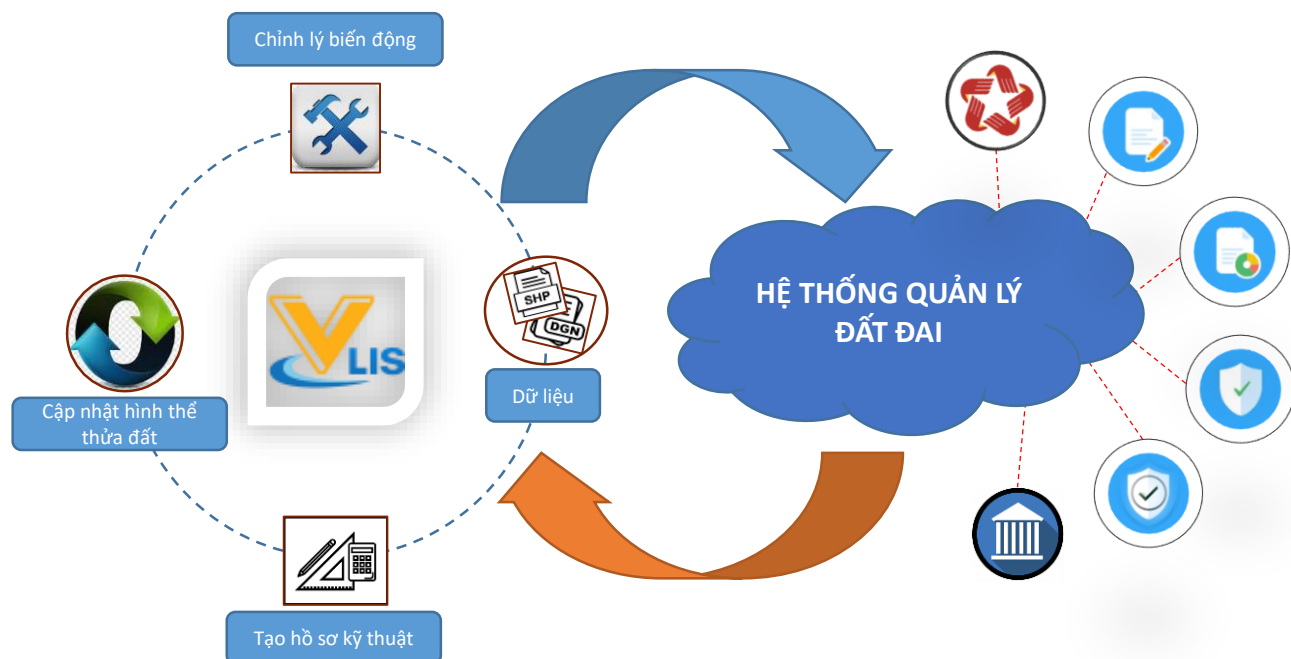 Chỉnh lý biến động
HỆ THỐNG QUẢN LÝ
ĐẤT ĐAI
SHP
DGN
VLIS
Dữ liệu
Cập nhật hình thể
thửa đất
Tạo hồ sơ kỹ thuật